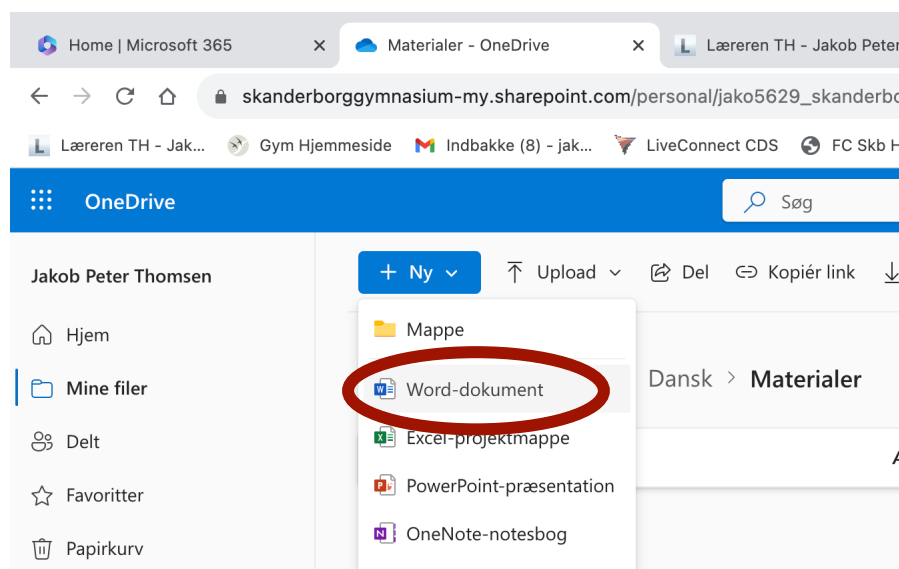 Home | Microsoft 365
Materialer - OneDrive
Læreren TH - Jakob Peter
skanderborggymnasium-my.sharepoint.com/personal/jako5629_skanderbo
Læreren TH - Jak...
Gym Hjemmeside
Indbakke (8) - jak...
LiveConnect CDS
FC Skb H
OneDrive
Søg
Jakob Peter Thomsen
Ny
Upload
Del
Kopiér link
Hjem
Mine filer
Delt
Favoritter
Papirkurv
Mappe
Word-dokument
Excel-projektmappe
PowerPoint-præsentation
OneNote-notesbog
Dansk > Materialer